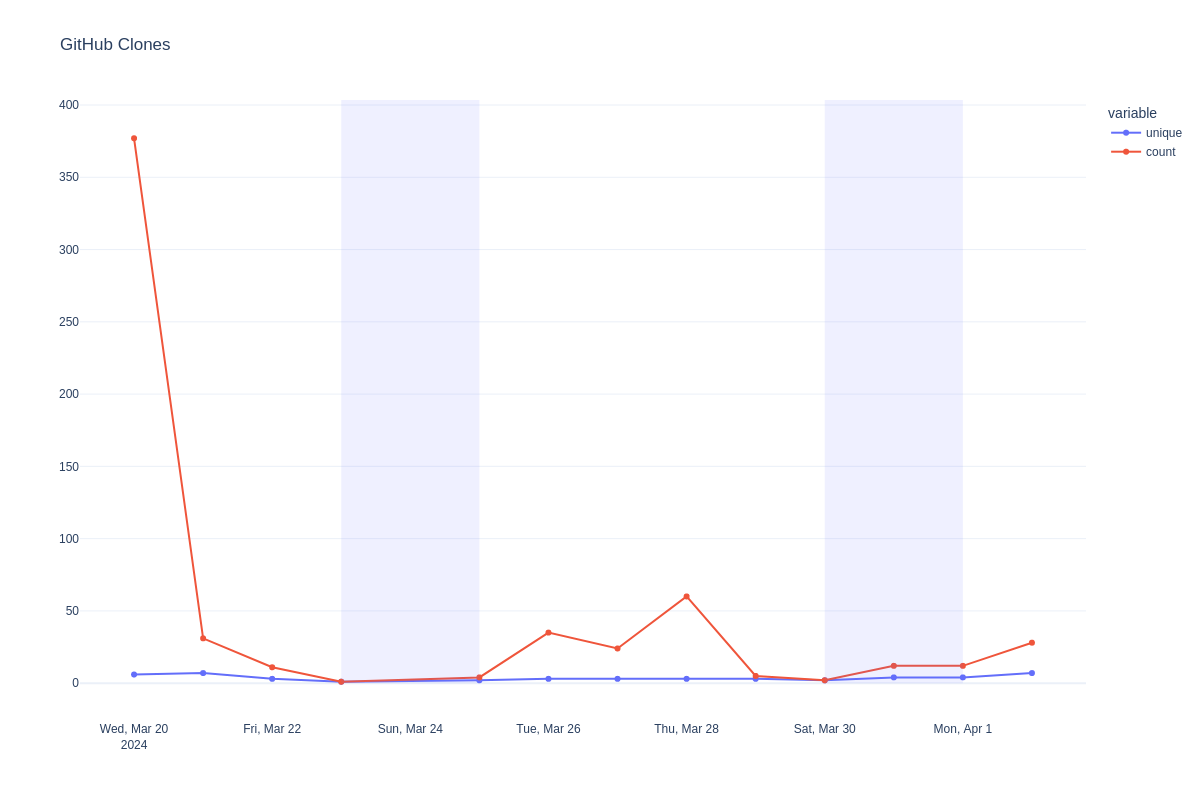 GitHub Clones
400
350
300
250
200
150
100
50
0
Wed, Mar 20
2024
Fri, Mar 22
Sun, Mar 24
Tue, Mar 26
Thu, Mar 28
Sat, Mar 30
Mon, Apr 1
variable
unique
count